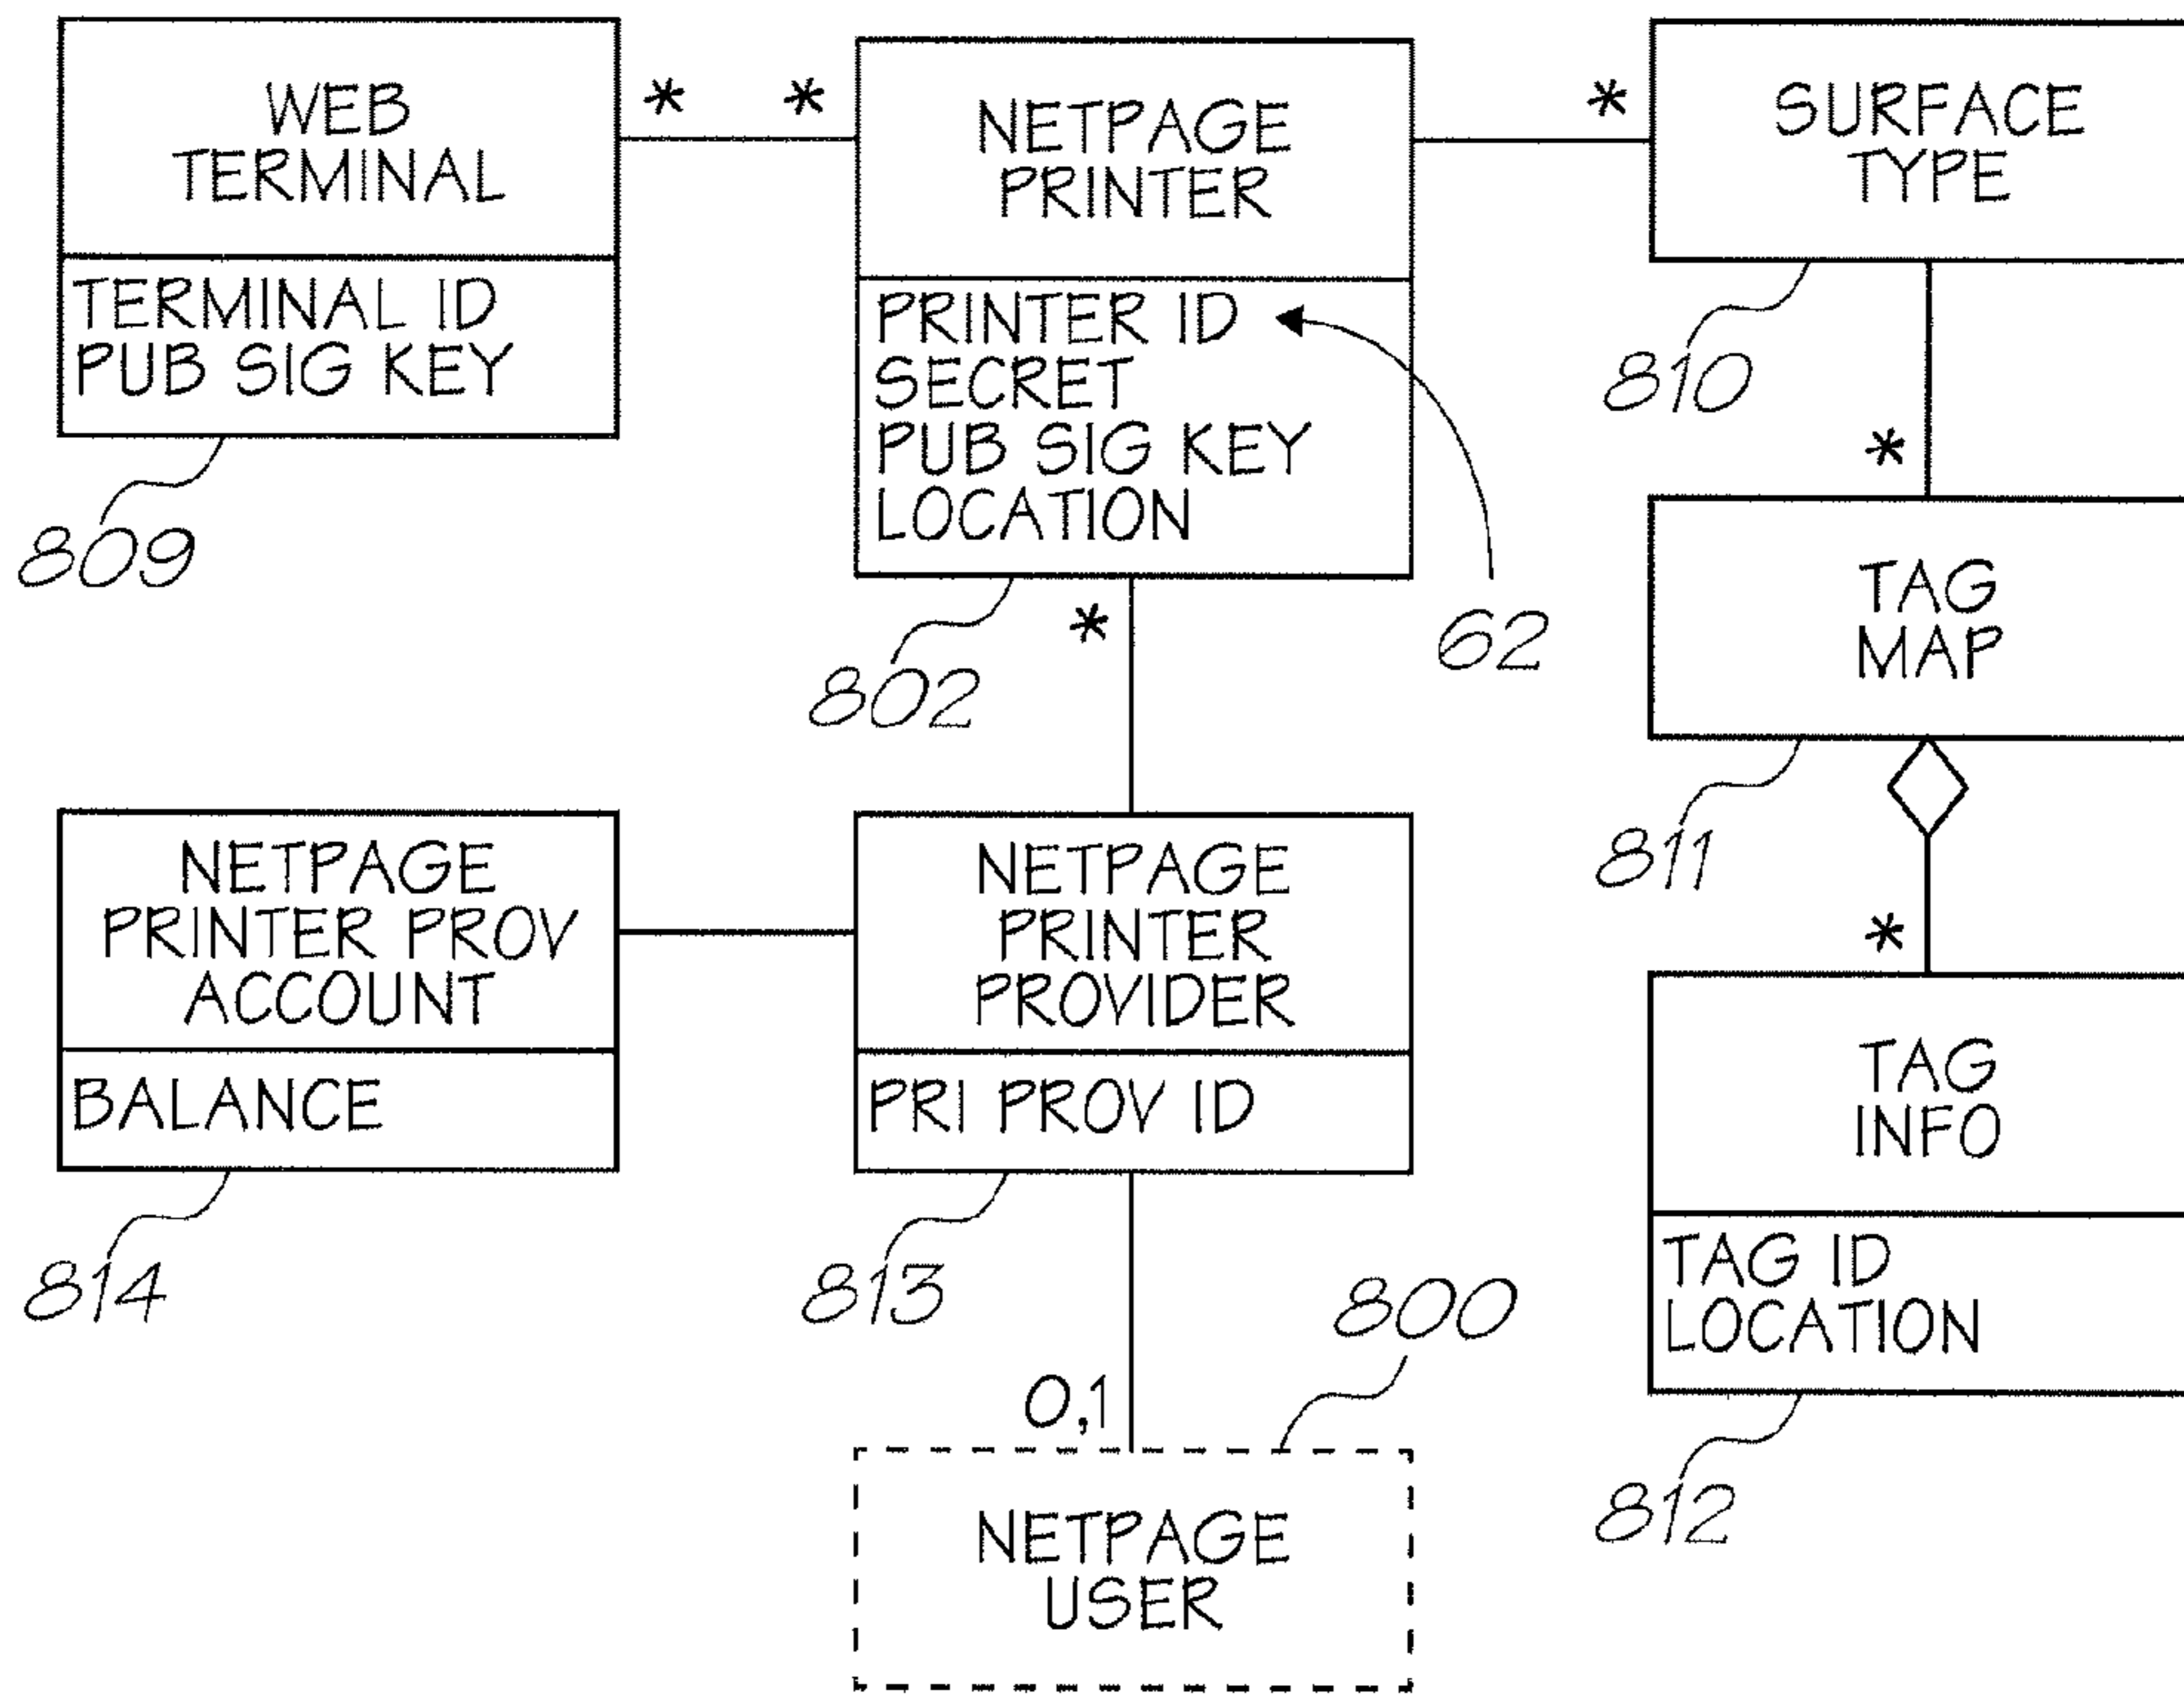 WEB
TERMINAL
TERMINAL ID
PUB SIG KEY
809
*
*
NETPAGE
PRINTER
PRINTER ID
SECRET
PUB SIG KEY
LOCATION
62
802
*
*
SURFACE
TYPE
810
*
TAG
MAP
811
*
TAG
INFO
TAG ID
LOCATION
812
NETPAGE
PRINTER PROV
ACCOUNT
BALANCE
814
NETPAGE
PRINTER
PROVIDER
PRI PROV ID
813
0,1
800
NETPAGE
USER